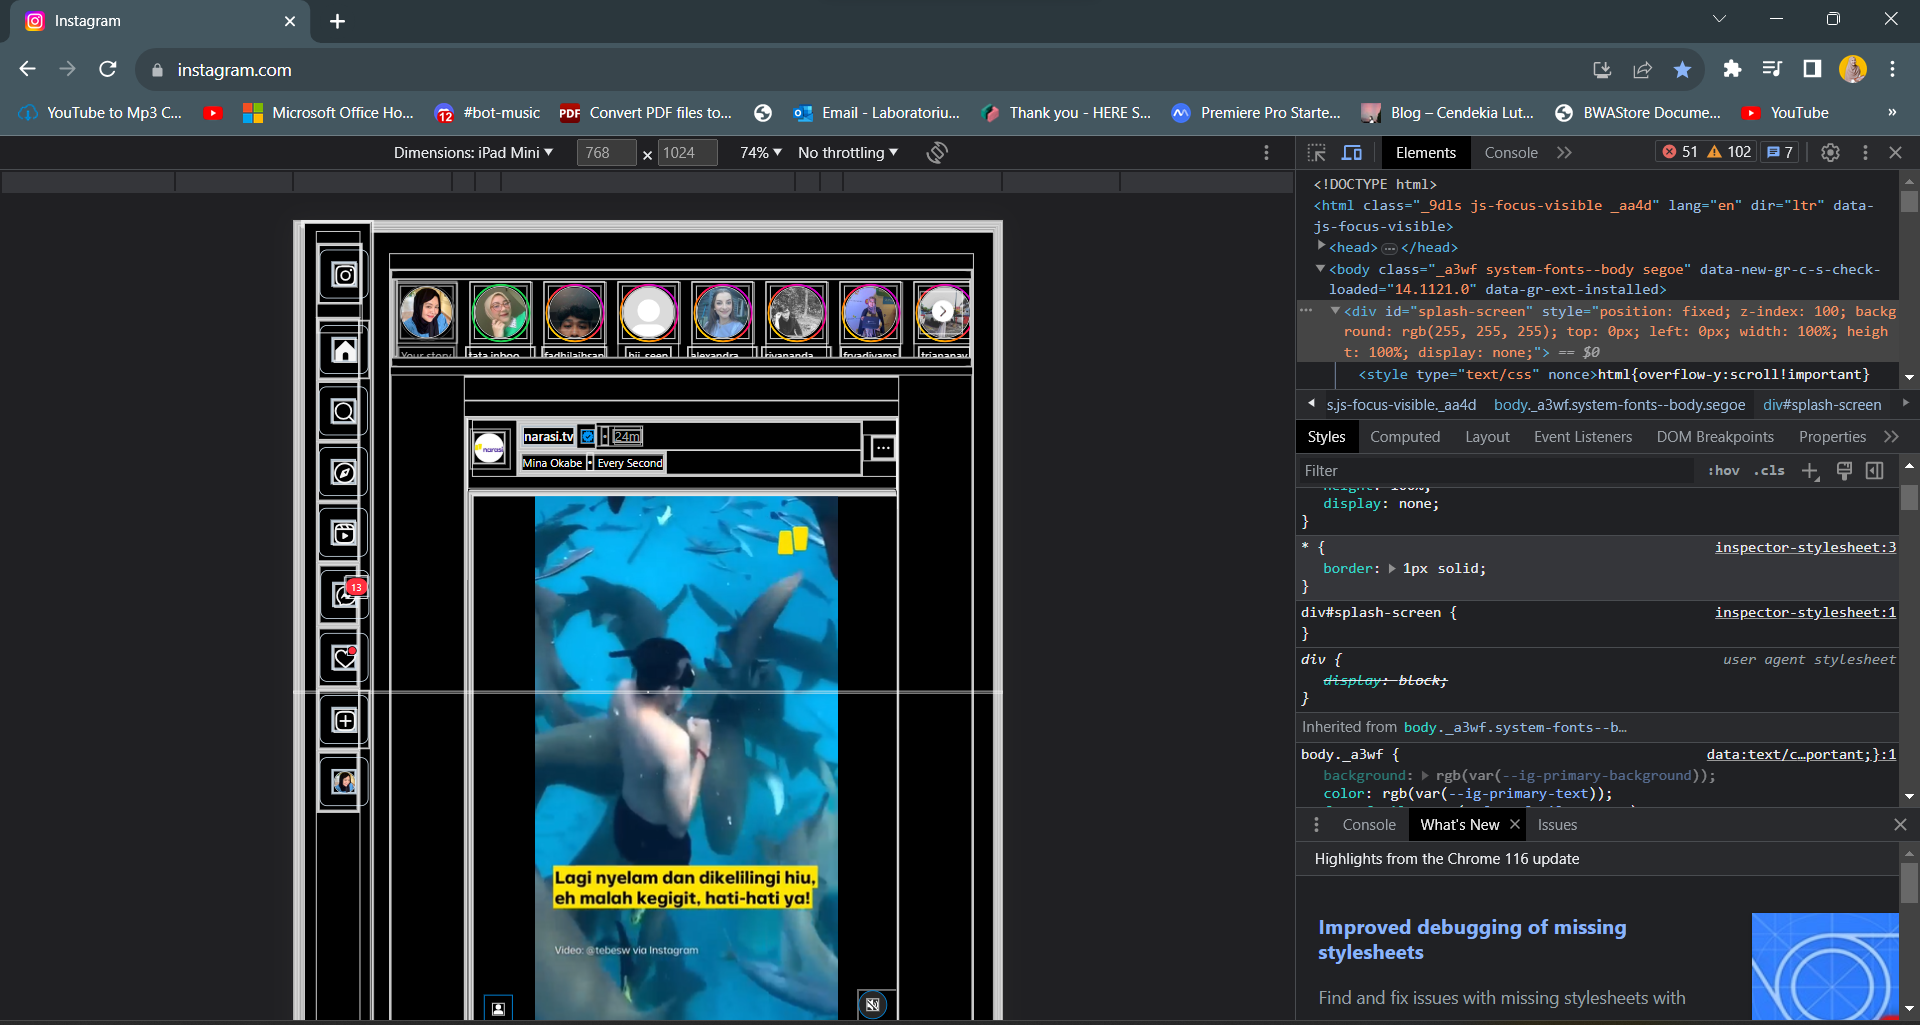 Instagram
instagram.com
YouTube to Mp3 C...
Microsoft Office Ho...
12
#bot-music
PDF
Convert PDF files to...
Email - Laboratoriu...
Thank you - HERE S...
Premiere Pro Starte...
Blog – Cendekia Lut...
BWAStore Docume...
YouTube
»
Dimensions: iPad Mini
768 x 1024
74%
No throttling
Elements
Console
51
102
7
<!DOCTYPE html>
<html class="_9dls js-focus-visible _aa4d" lang="en" dir="ltr" data-
js-focus-visible>
<head> … </head>
<body class="_a3wf system-fonts--body segoe" data-new-gr-c-s-check-
loaded="14.1121.0" data-gr-ext-installed>
<div id="splash-screen" style="position: fixed; z-index: 100; backg
round: rgb(255, 255, 255); top: 0px; left: 0px; width: 100%; heigh
t: 100%; display: none;"> == $0
<style type="text/css" nonce>html{overflow-y:scroll!important}
s.js-focus-visible._aa4d
body._a3wf.system-fonts--body.segoe
div#splash-screen
Styles
Computed
Layout
Event Listeners
DOM Breakpoints
Properties
Filter
:hov
.cls
height: 100%;
display: none;
}
* {
inspector-stylesheet:3
border: 1px solid;
}
div#splash-screen {
inspector-stylesheet:1
}
div {
user agent stylesheet
display: block;
}
Inherited from body._a3wf.system-fonts--b…
body._a3wf {
data:text/c…portant;}:1
background: rgb(var(--ig-primary-background));
color: rgb(var(--ig-primary-text));
Console
What's New
Issues
Highlights from the Chrome 116 update
Improved debugging of missing
stylesheets
Find and fix issues with missing stylesheets with
Your story
13
narasi
narasi.tv
• 24m
Mina Okabe • Every Second
Lagi nyelam dan dikelilingi hiu,
eh malah kegigit, hati-hati ya!
Video: @tebesw via Instagram